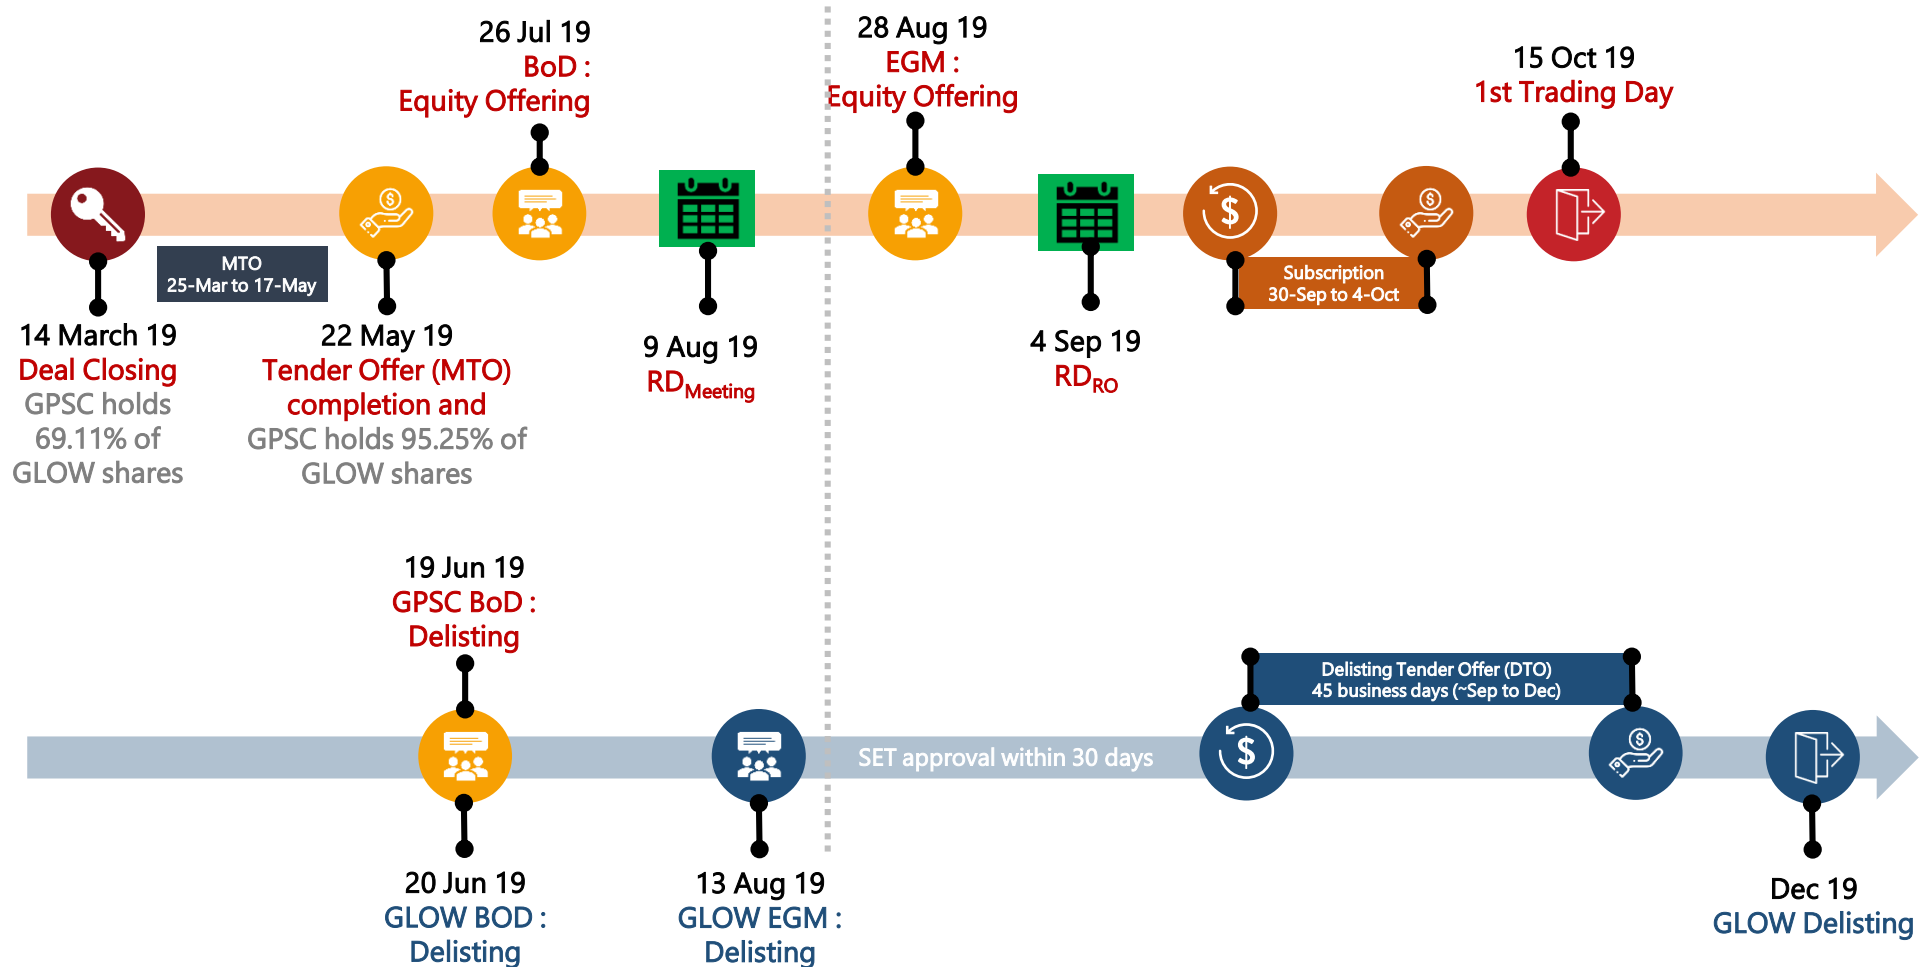 26 Jul 19
BoD :
Equity Offering
28 Aug 19
EGM :
Equity Offering
15 Oct 19
1st Trading Day
MTO
25-Mar to 17-May
Subscription
30-Sep to 4-Oct
14 March 19
Deal Closing
GPSC holds
69.11% of
GLOW shares
22 May 19
Tender Offer (MTO)
completion and
GPSC holds 95.25% of
GLOW shares
9 Aug 19
RDMeeting
4 Sep 19
RDRO
19 Jun 19
GPSC BoD :
Delisting
Delisting Tender Offer (DTO)
45 business days (~Sep to Dec)
SET approval within 30 days
20 Jun 19
GLOW BOD :
Delisting
13 Aug 19
GLOW EGM :
Delisting
Dec 19
GLOW Delisting